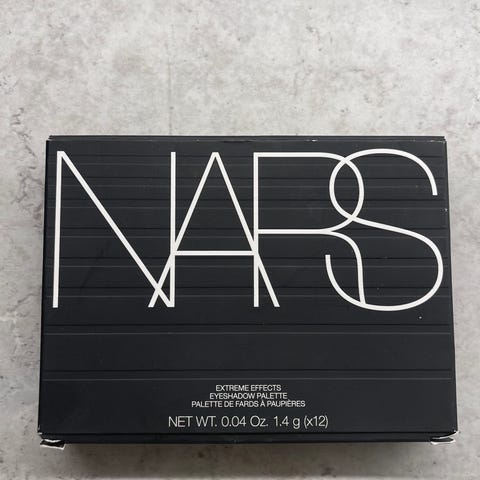 NARS
EXTREME EFFECTS
EYESHADOW PALETTE
PALETTE DE FARDS À PAUPIÈRES
NET WT. 0.04 Oz. 1.4 g (x12)